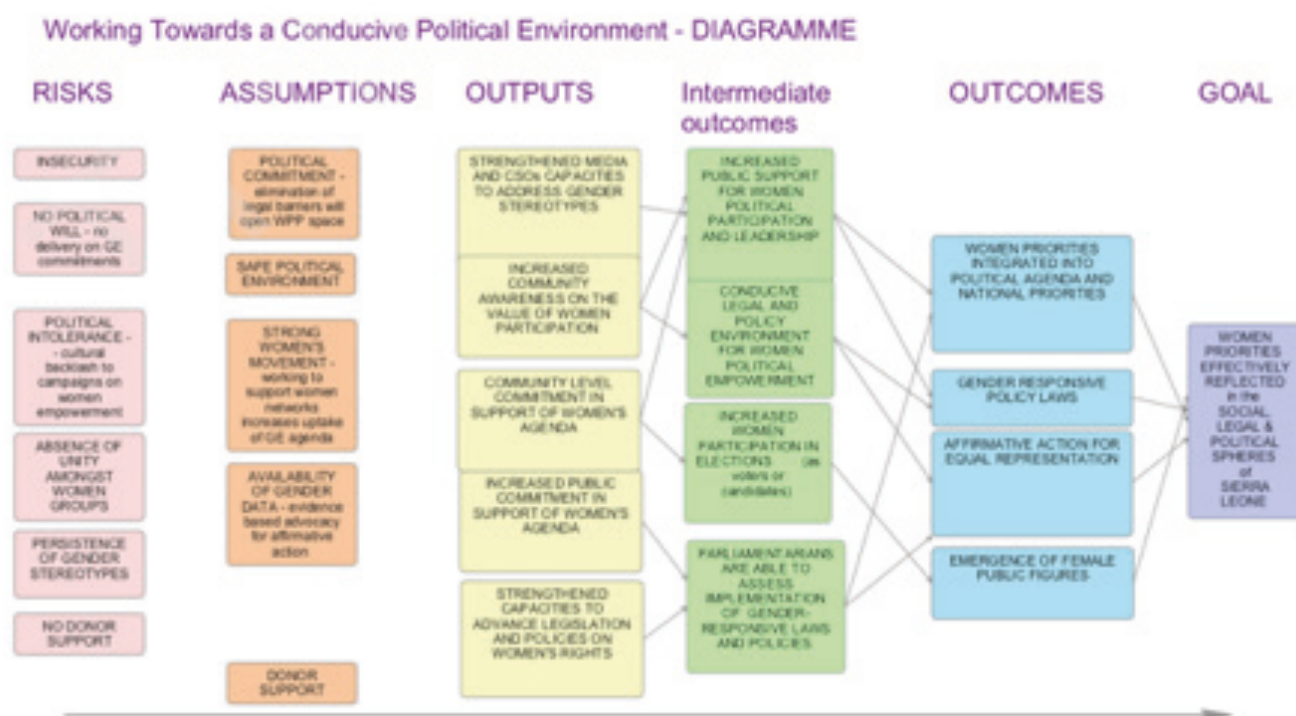 Working Towards a Conducive Political Environment - DIAGRAMME
RISKS
ASSUMPTIONS
OUTPUTS
Intermediate
outcomes
OUTCOMES
GOAL
INSECURITY
NO POLITICAL
WILL - no
delivery on GE
commitments
POLITICAL
INTOLERANCE -
- cultural
backlash to
campaigns on
women
empowerment
ABSENCE OF
UNITY
AMONGST
WOMEN
GROUPS
PERSISTENCE
OF GENDER
STEREOTYPES
NO DONOR
SUPPORT
POLITICAL
COMMITMENT -
elimination of
legal barriers will
open WPP space
SAFE POLITICAL
ENVIRONMENT
STRONG
WOMEN'S
MOVEMENT -
working to
support women
networks
increases uptake
of GE agenda
AVAILABILITY
OF GENDER
DATA - evidence
based advocacy
for affirmative
action
DONOR
SUPPORT
STRENGTHENED MEDIA
AND CSOs CAPACITIES
TO ADDRESS GENDER
STEREOTYPES
INCREASED
COMMUNITY
AWARENESS ON THE
VALUE OF WOMEN
PARTICIPATION
COMMUNITY LEVEL
COMMITMENT IN
SUPPORT OF WOMEN'S
AGENDA
INCREASED PUBLIC
COMMITMENT IN
SUPPORT OF WOMEN'S
AGENDA
STRENGTHENED
CAPACITIES TO
ADVANCE LEGISLATION
AND POLICIES ON
WOMEN'S RIGHTS
INCREASED
PUBLIC SUPPORT
FOR WOMEN
POLITICAL
PARTICIPATION
AND LEADERSHIP
CONDUCIVE
LEGAL AND
POLICY
ENVIRONMENT
FOR WOMEN
POLITICAL
EMPOWERMENT
INCREASED
WOMEN
PARTICIPATION IN
ELECTIONS (as
voters or
candidates)
PARLIAMENTARIANS
ARE ABLE TO
ASSESS
IMPLEMENTATION
OF GENDER-
RESPONSIVE LAWS
AND POLICIES
WOMEN PRIORITIES
INTEGRATED INTO
POLITICAL AGENDA AND
NATIONAL PRIORITIES
GENDER RESPONSIVE
POLICY LAWS
AFFIRMATIVE ACTION FOR
EQUAL REPRESENTATION
EMERGENCE OF FEMALE
PUBLIC FIGURES
WOMEN
PRIORITIES
EFFECTIVELY
REFLECTED
in the
SOCIAL,
LEGAL &
POLITICAL
SPHERES
of
SIERRA
LEONE